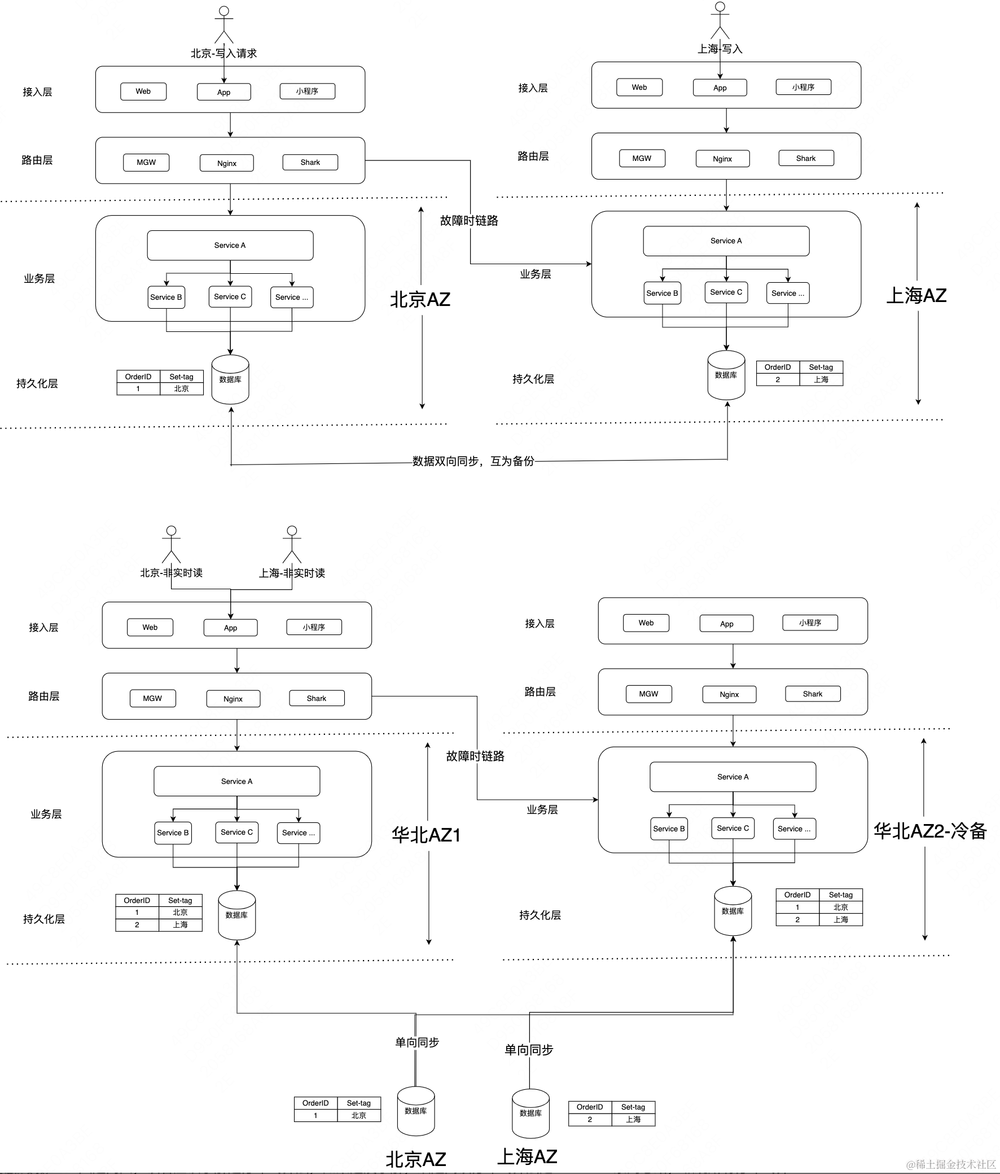 北京-写入请求
上海-写入
接入层
Web
App
小程序
接入层
Web
App
小程序
路由层
MGW
Nginx
Shark
路由层
MGW
Nginx
Shark
故障时链路
业务层
Service A
Service B
Service C
Service ...
北京AZ
业务层
Service A
Service B
Service C
Service ...
上海AZ
持久化层
OrderID Set-tag
1 北京
数据库
持久化层
数据库
OrderID Set-tag
2 上海
数据双向同步，互为备份
北京-非实时读
上海-非实时读
接入层
Web
App
小程序
接入层
Web
App
小程序
路由层
MGW
Nginx
Shark
路由层
MGW
Nginx
Shark
故障时链路
业务层
Service A
Service B
Service C
Service ...
华北AZ1
业务层
Service A
Service B
Service C
Service ...
华北AZ2-冷备
持久化层
OrderID Set-tag
1 北京
2 上海
数据库
持久化层
数据库
OrderID Set-tag
1 北京
2 上海
单向同步
单向同步
OrderID Set-tag
1 北京
数据库
北京AZ
数据库
OrderID Set-tag
2 上海
上海AZ
@稀土掘金技术社区